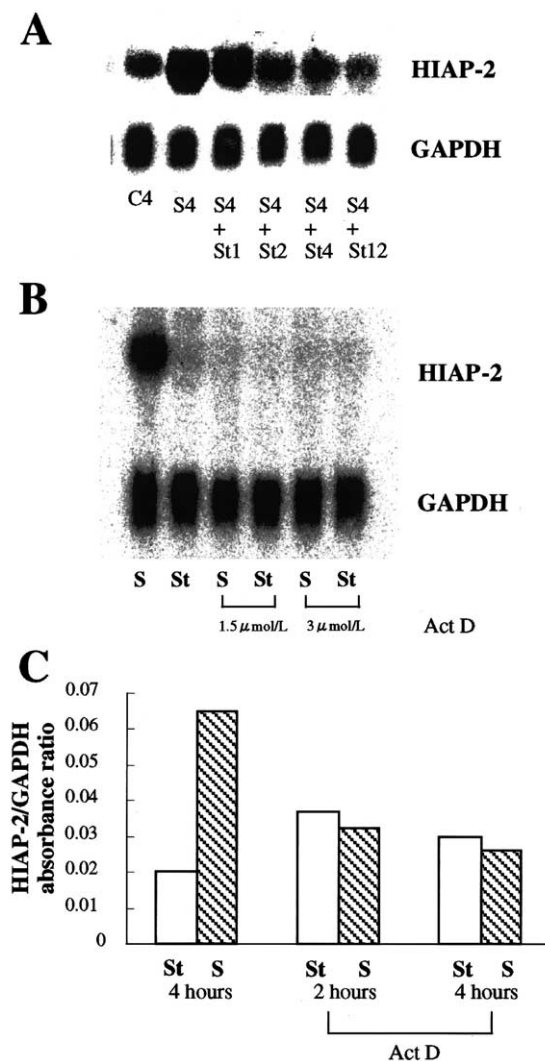 A
HIAP-2
GAPDH
C4 S4 S4 S4 S4 S4
+ + + +
St1 St2 St4 St12
B
HIAP-2
GAPDH
S St S St S St
1.5 μmol/L 3 μmol/L Act D
C
HIAP-2/GAPDH
absorbance ratio
0.07
0.06
0.05
0.04
0.03
0.02
0.01
0
St S St S St S
4 hours 2 hours 4 hours
Act D